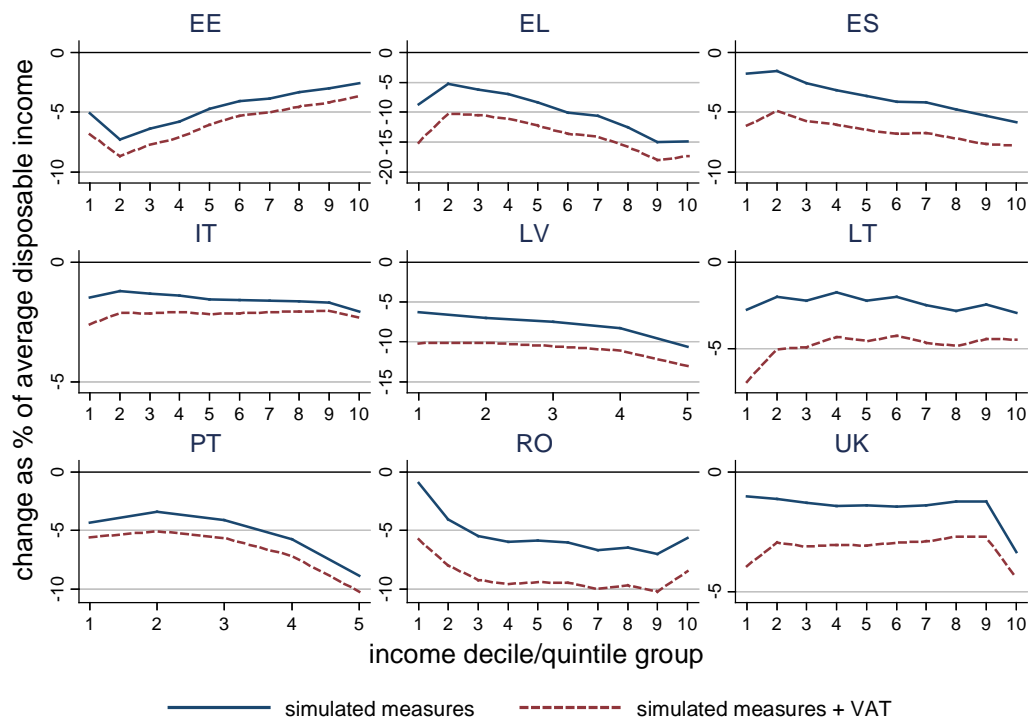 EE EL ES
0 0 0
-5 -5 -5
-10 -10 -10
-15
-20
1 2 3 4 5 6 7 8 9 10 1 2 3 4 5 6 7 8 9 10 1 2 3 4 5 6 7 8 9 10
IT LV LT
0 0 0
-5 -5 -5
-10
-15
1 2 3 4 5 6 7 8 9 10 1 2 3 4 5 1 2 3 4 5 6 7 8 9 10
PT RO UK
0 0 0
-5 -5 -5
-10 -10
1 2 3 4 5 1 2 3 4 5 6 7 8 9 10 1 2 3 4 5 6 7 8 9 10
change as % of average disposable income
income decile/quintile group
simulated measures simulated measures + VAT